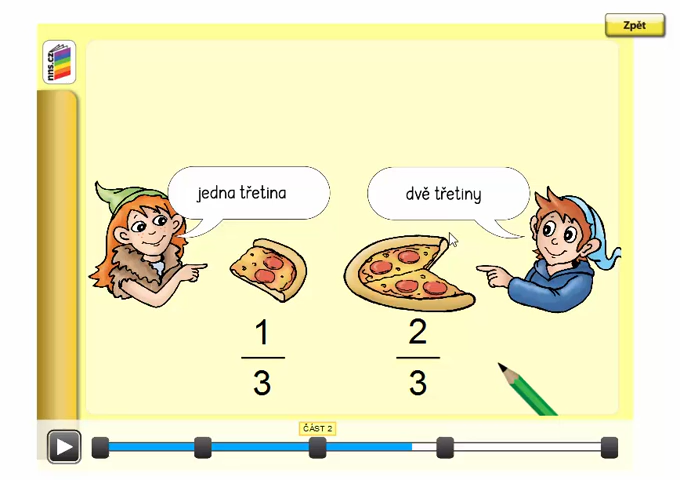 Zpět
nns.cz
jedna třetina
dvě třetiny
1
3
2
3
ČÁST 2